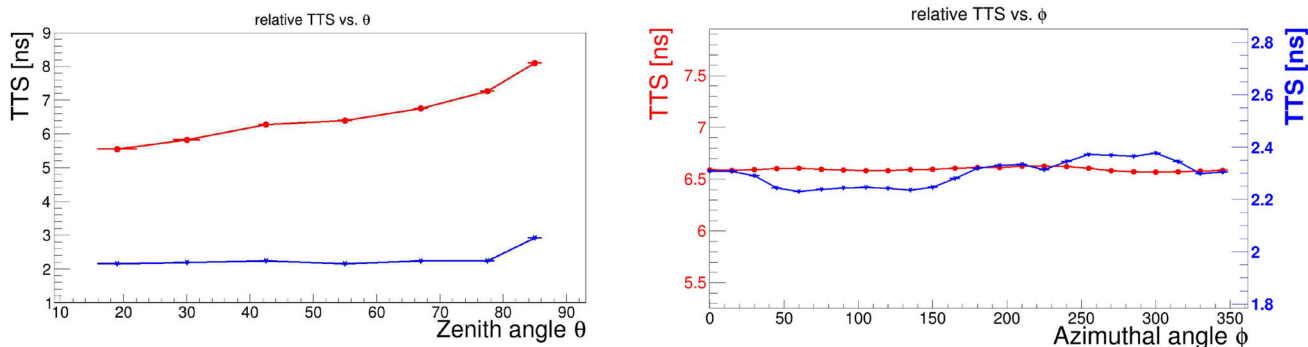 relative TTS vs. θ
TTS [ns]
9
8
7
6
5
4
3
2
1
10 20 30 40 50 60 70 80 90
Zenith angle θ
relative TTS vs. ϕ
TTS [ns]
7.5
7
6.5
6
5.5
TTS [ns]
2.8
2.6
2.4
2.2
2
1.8
0 50 100 150 200 250 300 350
Azimuthal angle ϕ